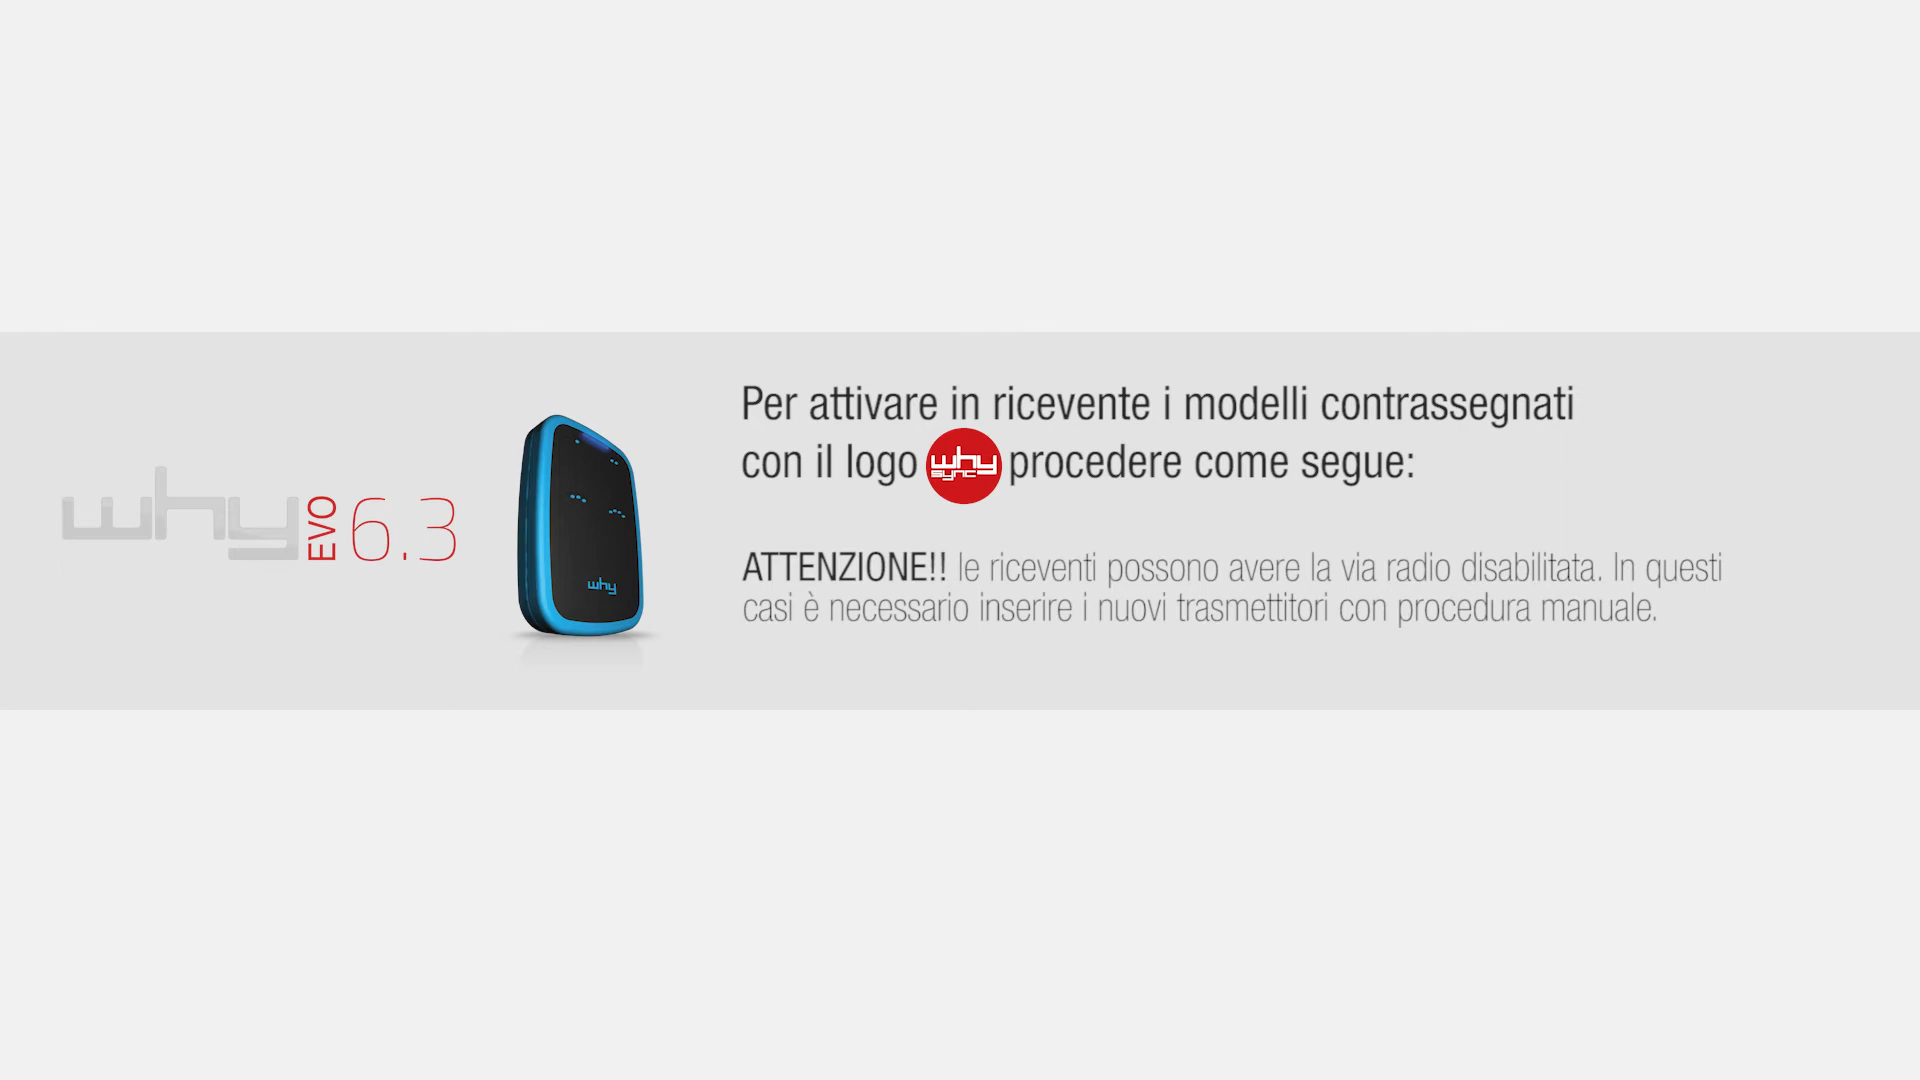 why EVO 6.3
why
Per attivare in ricevente i modelli contrassegnati
con il logo why sync procedere come segue:
ATTENZIONE!! le riceventi possono avere la via radio disabilitata. In questi
casi è necessario inserire i nuovi trasmettitori con procedura manuale.